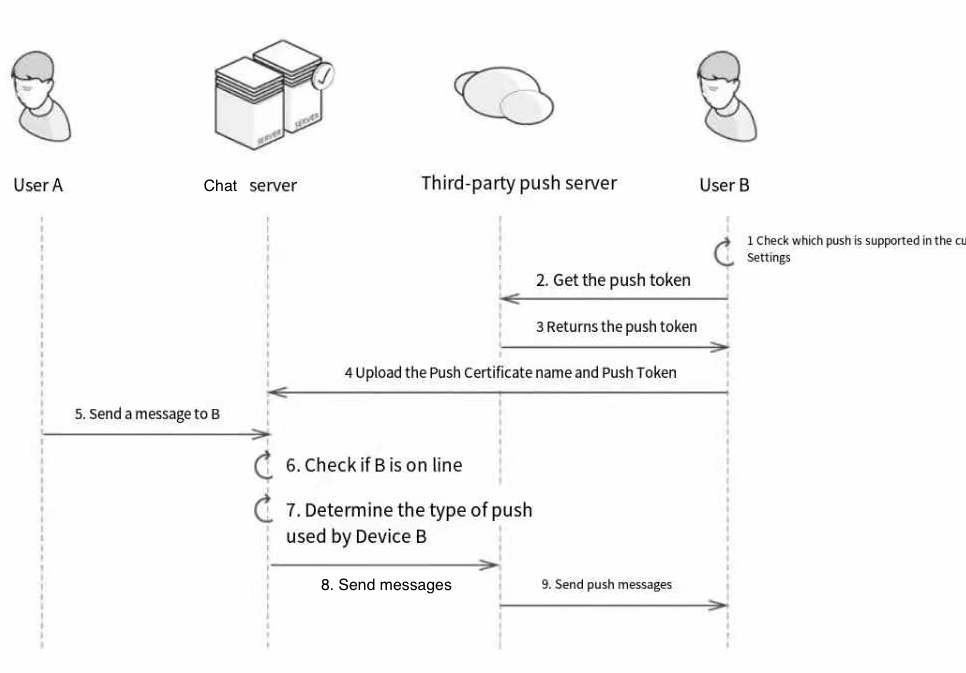 SERVER
SERVER
User A
Chat server
Third-party push server
User B
1 Check which push is supported in the
Settings
2. Get the push token
3 Returns the push token
4 Upload the Push Certificate name and Push Token
5. Send a message to B
6. Check if B is on line
7. Determine the type of push
used by Device B
8. Send messages
9. Send push messages